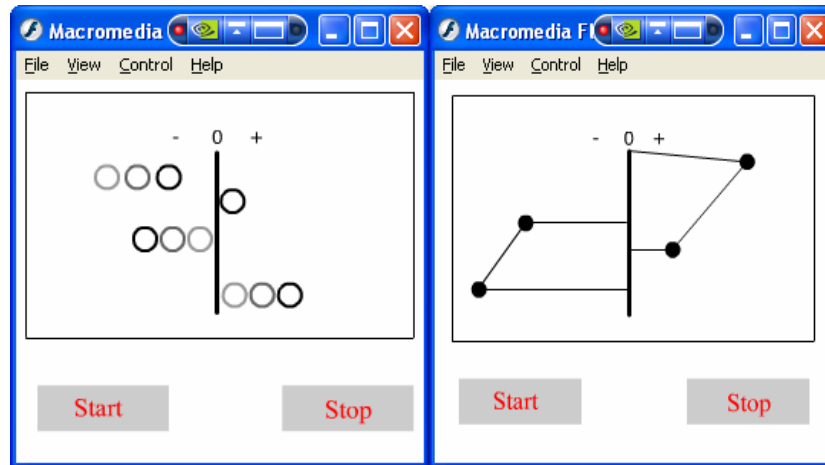 Macromedia
File View Control Help
- 0 +
Start Stop
Macromedia Fl
File View Control Help
- 0 +
Start Stop